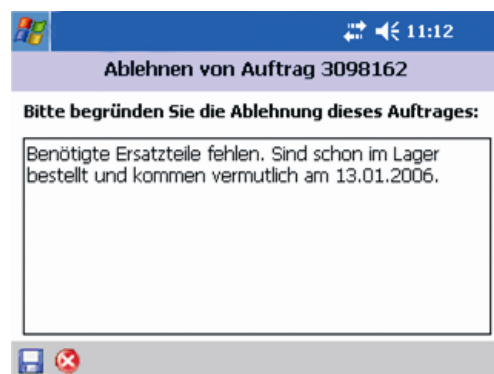 11:12
Ablehnen von Auftrag 3098162
Bitte begründen Sie die Ablehnung dieses Auftrages:
Benötigte Ersatzteile fehlen. Sind schon im Lager
bestellt und kommen vermutlich am 13.01.2006.